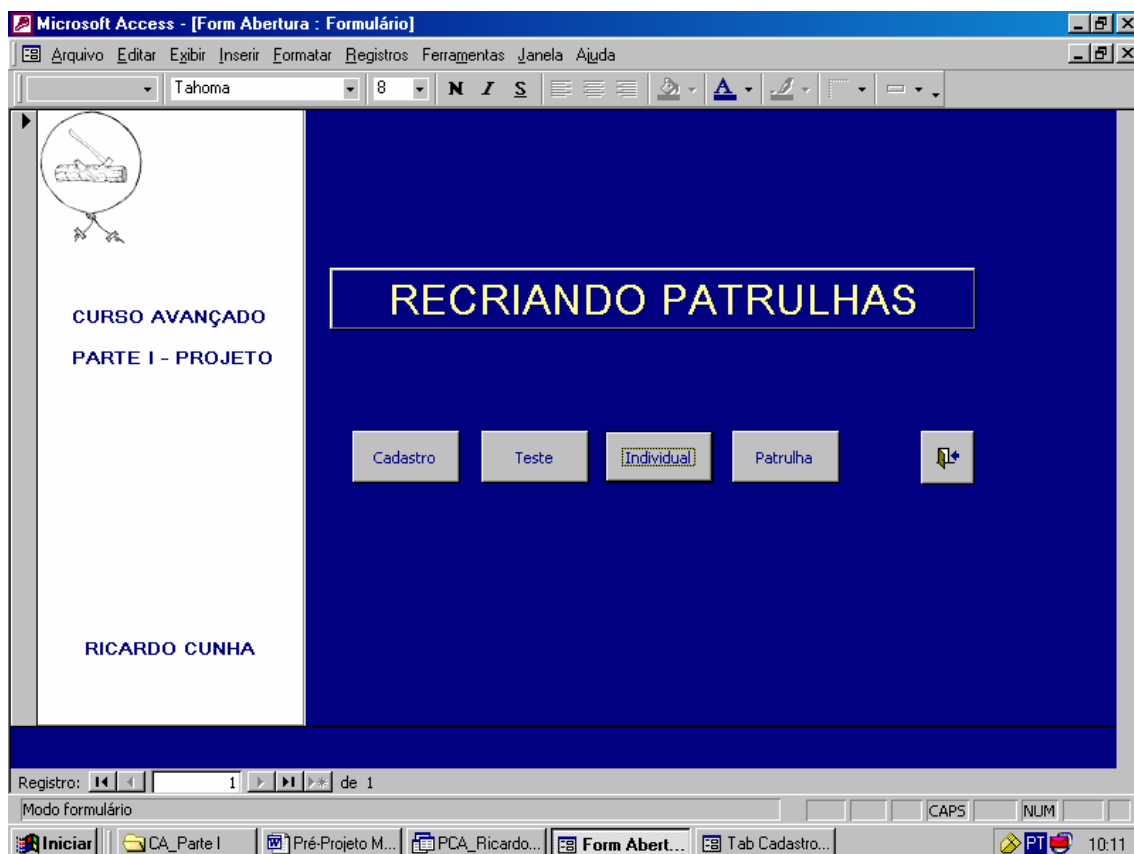 Microsoft Access - [Form Abertura : Formulário]
Arquivo Editar Exibir Inserir Formatar Registros Ferramentas Janela Ajuda
Tahoma 8 N I S A
CURSO AVANÇADO
PARTE I - PROJETO
RICARDO CUNHA
RECRIANDO PATRULHAS
Cadastro Teste Individual Patrulha
Registro: 1 de 1
Modo formulário CAPS NUM
Iniciar CA_Parte I Pré-Projeto M... PCA_Ricardo... Form Abert... Tab Cadastro... PT 10:11